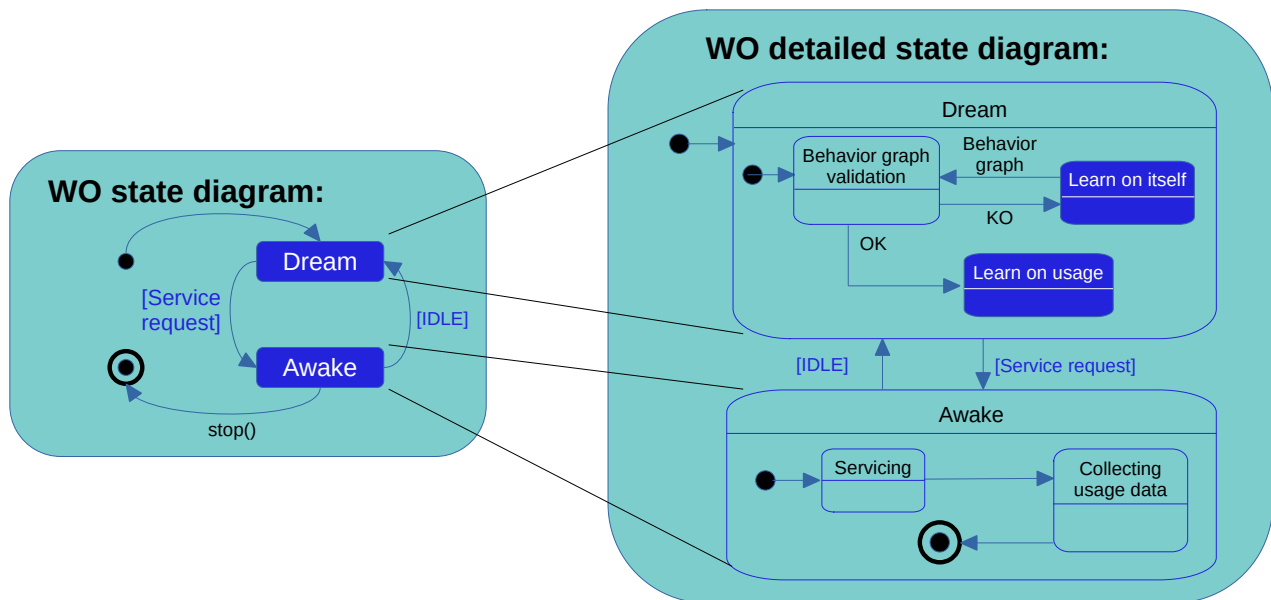 WO state diagram:
Dream
[Service
request]
[IDLE]
Awake
stop()
WO detailed state diagram:
Dream
Behavior graph
validation
Behavior
graph
Learn on itself
KO
OK
Learn on usage
[IDLE]
[Service request]
Awake
Servicing
Collecting
usage data